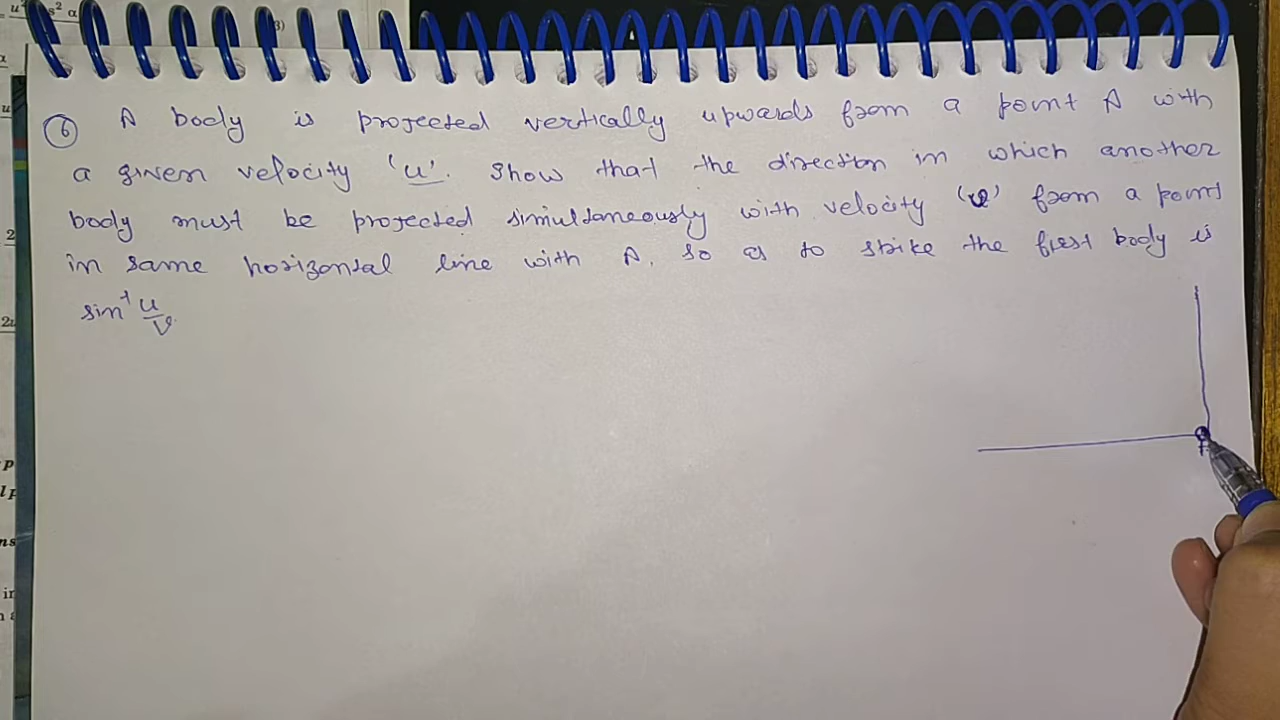 ⑥ A body is projected vertically upwards from a point A with
a given velocity 'u'. Show that the direction in which another
body must be projected simultaneously with velocity 'v' from a point
in same horizontal line with A. so as to strike the first body is
sin⁻¹ u/v.